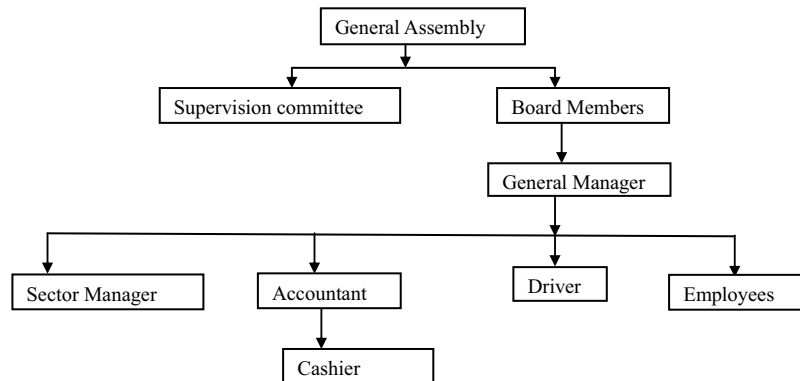 General Assembly
Supervision committee
Board Members
General Manager
Sector Manager
Accountant
Driver
Employees
Cashier